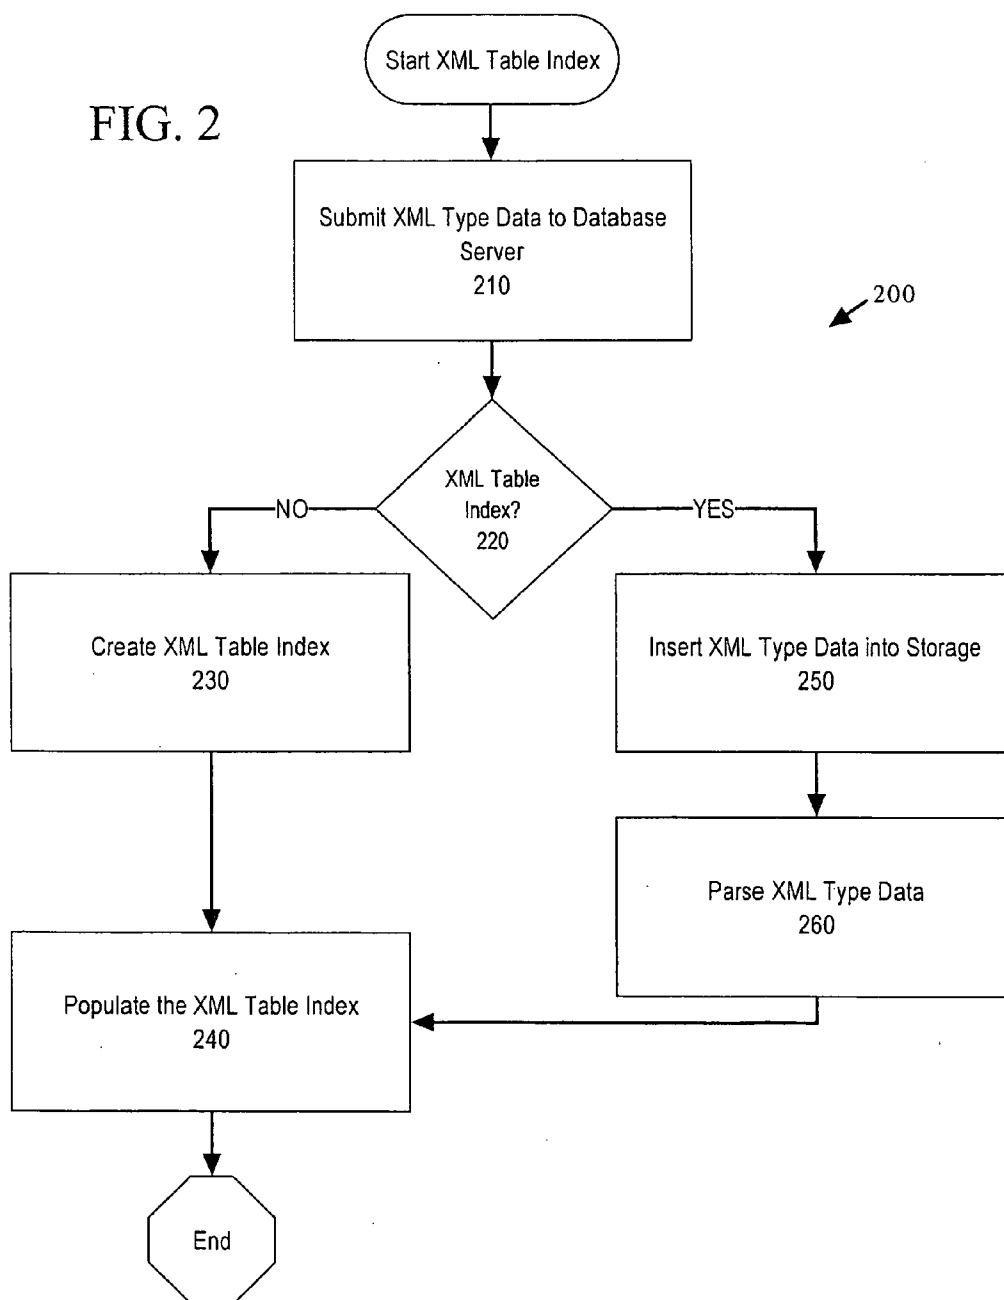 Start XML Table Index
FIG. 2
Submit XML Type Data to Database
Server
210
200
XML Table
Index?
220
NO
YES
Create XML Table Index
230
Insert XML Type Data into Storage
250
Parse XML Type Data
260
Populate the XML Table Index
240
End